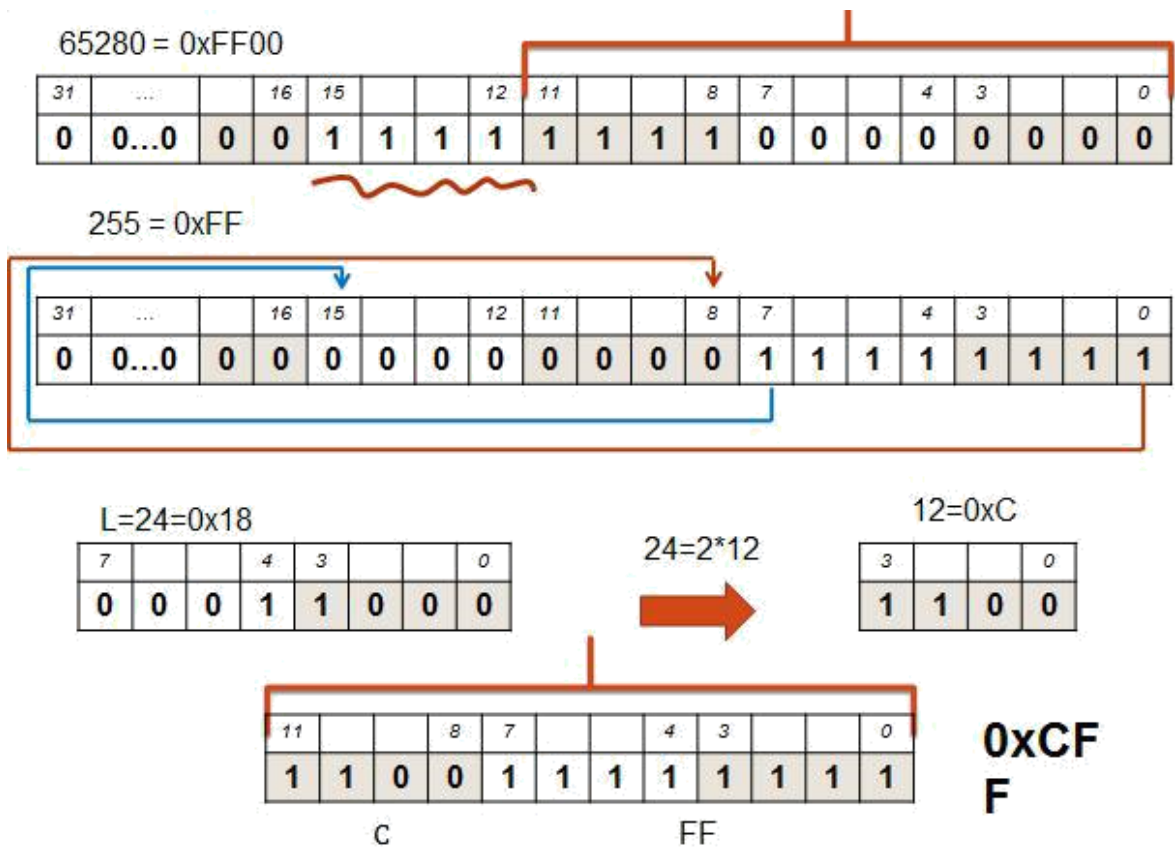 65280 = 0xFF00
31 ... 16 15 12 11 8 7 4 3 0
0 0...0 0 0 1 1 1 1 1 1 1 1 0 0 0 0 0 0 0 0
255 = 0xFF
31 ... 16 15 12 11 8 7 4 3 0
0 0...0 0 0 0 0 0 0 0 0 0 0 1 1 1 1 1 1 1 1
L=24=0x18
7 4 3 0
0 0 0 1 1 0 0 0
24=2*12
12=0xC
3 0
1 1 0 0
11 8 7 4 3 0
1 1 0 0 1 1 1 1 1 1 1 1
C FF
0xCF
F